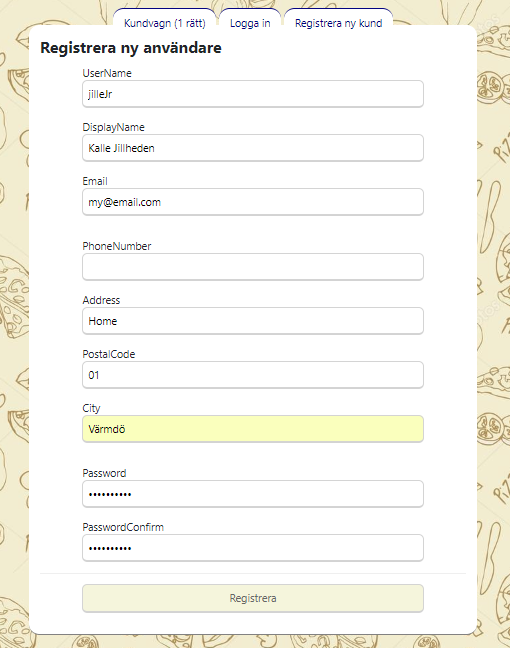 Kundvagn (1 rätt) Logga in Registrera ny kund
Registrera ny användare
UserName
jilleJr
DisplayName
Kalle Jillheden
Email
my@email.com
PhoneNumber
Address
Home
PostalCode
01
City
Värmdö
Password
••••••••••
PasswordConfirm
••••••••••
Registrera